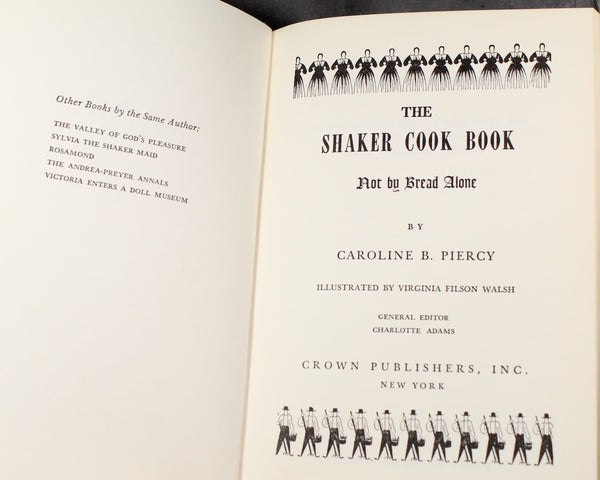 Other Books by the Same Author:
THE VALLEY OF GOD'S PLEASURE
SYLVIA THE SHAKER MAID
ROSAMOND
THE ANDREA-PREYER ANNALS
VICTORIA ENTERS A DOLL MUSEUM
THE
SHAKER COOK BOOK
Not by Bread Alone
BY
CAROLINE B. PIERCY
ILLUSTRATED BY VIRGINIA FILSON WALSH
GENERAL EDITOR
CHARLOTTE ADAMS
CROWN PUBLISHERS, INC.
NEW YORK